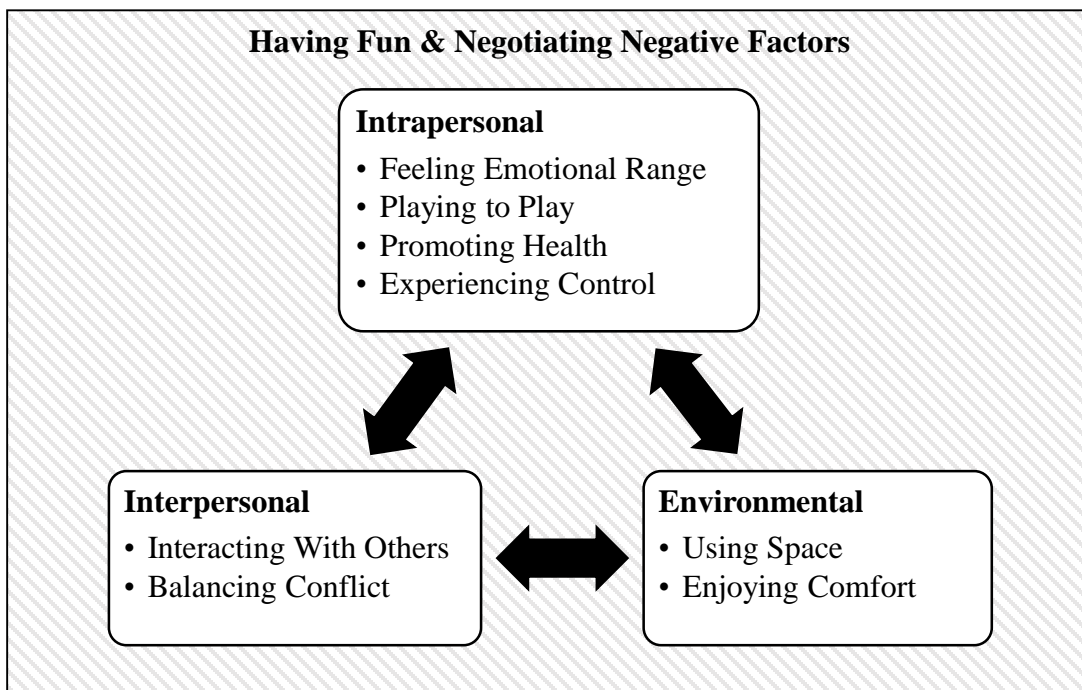 Having Fun & Negotiating Negative Factors
Intrapersonal
• Feeling Emotional Range
• Playing to Play
• Promoting Health
• Experiencing Control
Interpersonal
• Interacting With Others
• Balancing Conflict
Environmental
• Using Space
• Enjoying Comfort